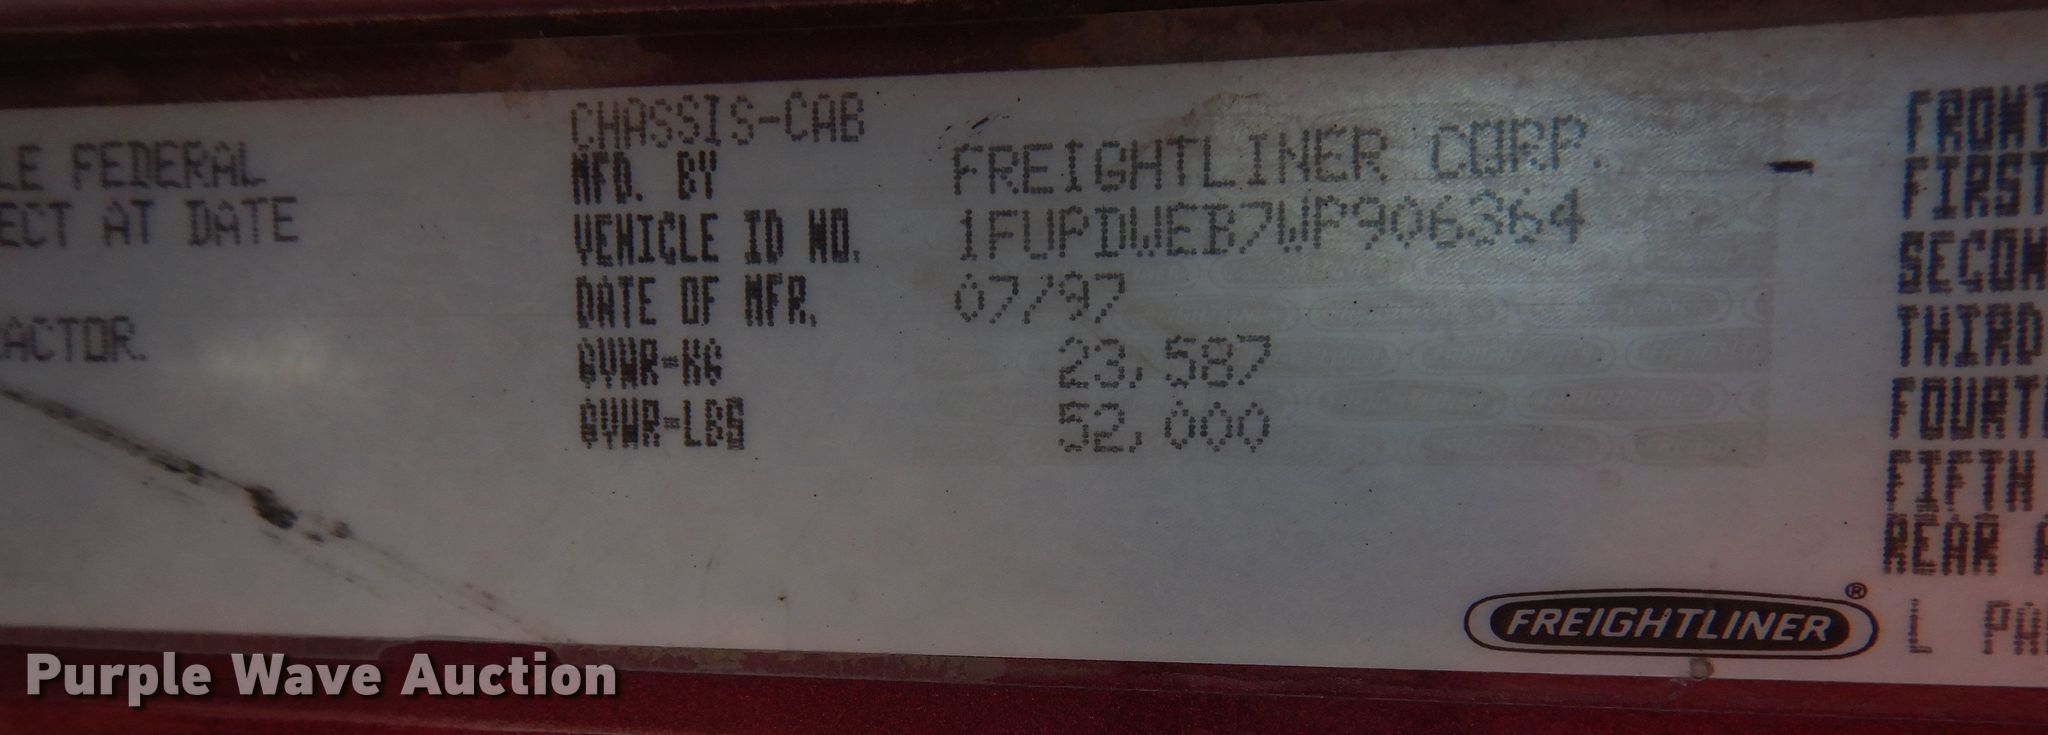 LE FEDERAL
ECT AT DATE
ACTOR.
CHASSIS-CAB
MFD. BY FREIGHTLINER CORP.
VEHICLE ID NO. 1FUPDWEB7WP906364
DATE OF MFR. 07/97
GVWR-KG 23,587
GVWR-LBS 52,000
FRONT
FIRST
SECON
THIRD
FOURT
FIFTH
REAR A
FREIGHTLINER®
Purple Wave Auction